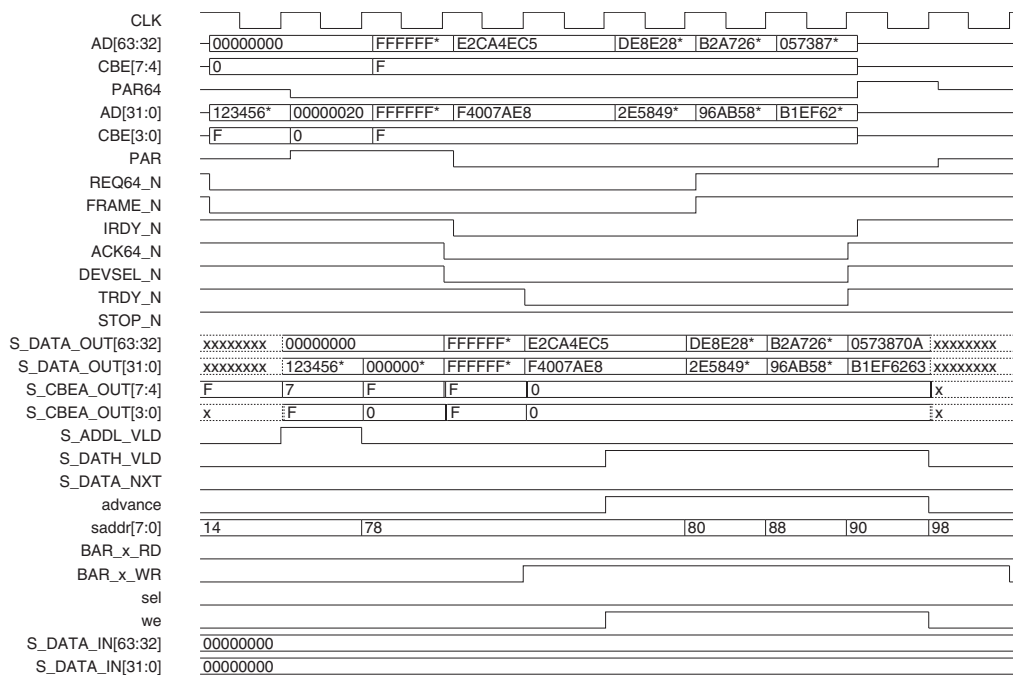 CLK
AD[63:32] 00000000 FFFFFF* E2CA4EC5 DE8E28* B2A726* 057387*
CBE[7:4] 0 F
PAR64
AD[31:0] 123456* 00000020 FFFFFF* F4007AE8 2E5849* 96AB58* B1EF62*
CBE[3:0] F 0 F
PAR
REQ64_N
FRAME_N
IRDY_N
ACK64_N
DEVSEL_N
TRDY_N
STOP_N
S_DATA_OUT[63:32] xxxxxxxx 00000000 FFFFFF* E2CA4EC5 DE8E28* B2A726* 0573870A xxxxxxxx
S_DATA_OUT[31:0] xxxxxxxx 123456* 000000* FFFFFF* F4007AE8 2E5849* 96AB58* B1EF6263 xxxxxxxx
S_CBEA_OUT[7:4] F 7 F F 0 x
S_CBEA_OUT[3:0] x F 0 F 0 x
S_ADDL_VLD
S_DATH_VLD
S_DATA_NXT
advance
saddr[7:0] 14 78 80 88 90 98
BAR_x_RD
BAR_x_WR
sel
we
S_DATA_IN[63:32] 00000000
S_DATA_IN[31:0] 00000000